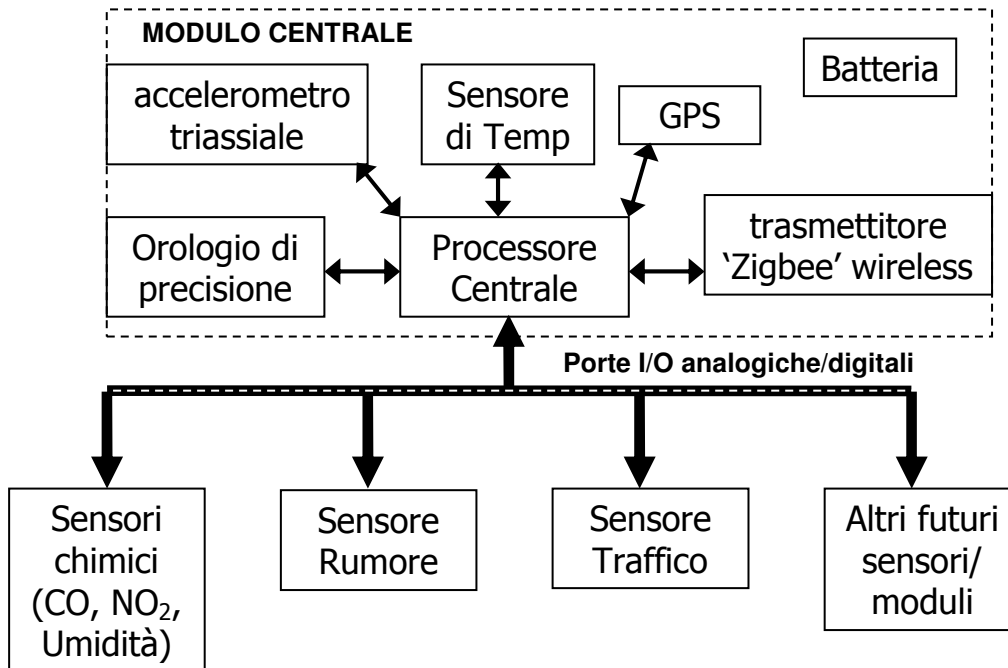 MODULO CENTRALE
Batteria
accelerometro
triassiale
Sensore
di Temp
GPS
Orologio di
precisione
Processore
Centrale
trasmettitore
‘Zigbee’ wireless
Porte I/O analogiche/digitali
Sensori
chimici
(CO, NO₂,
Umidità)
Sensore
Rumore
Sensore
Traffico
Altri futuri
sensori/
moduli